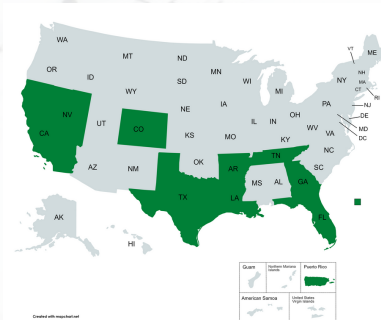 WA
MT
ND
ME
VT
OR
ID
SD
MN
WI
MI
NY
NH
MA
CT
RI
WY
NE
IA
PA
NJ
DE
MD
DC
NV
UT
CO
KS
MO
IL
IN
OH
WV
VA
KY
CA
AZ
NM
OK
AR
TN
NC
SC
TX
LA
MS
AL
GA
FL
AK
HI
Guam
Northern Mariana
Islands
Puerto Rico
American Samoa
United States
Virgin Islands
Created with mapchart.net